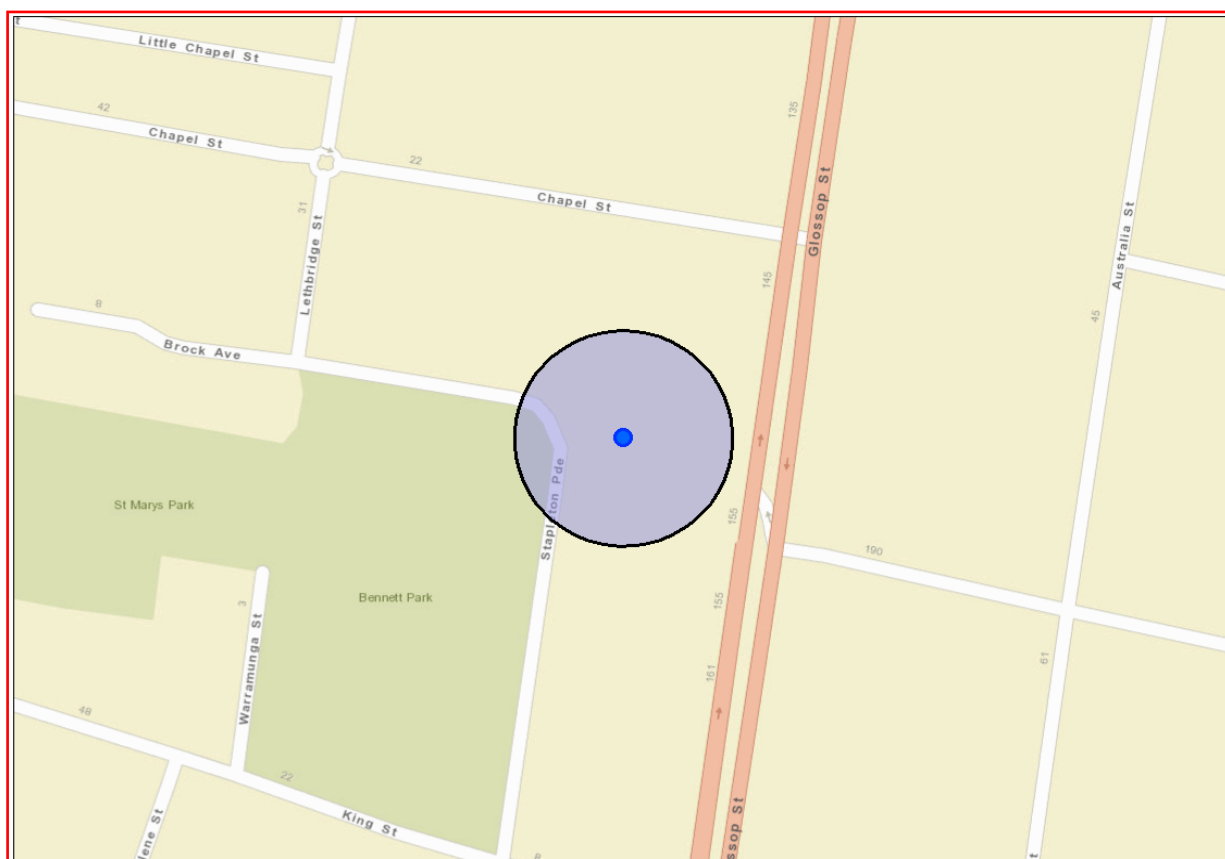 Little Chapel St
42
Chapel St
22
Chapel St
135
31
Lethbridge St
Glossop St
Australia St
145
45
8
Brock Ave
Stapleton Pde
St Marys Park
155
190
Bennett Park
3
155
Warramunga St
161
61
48
22
King St